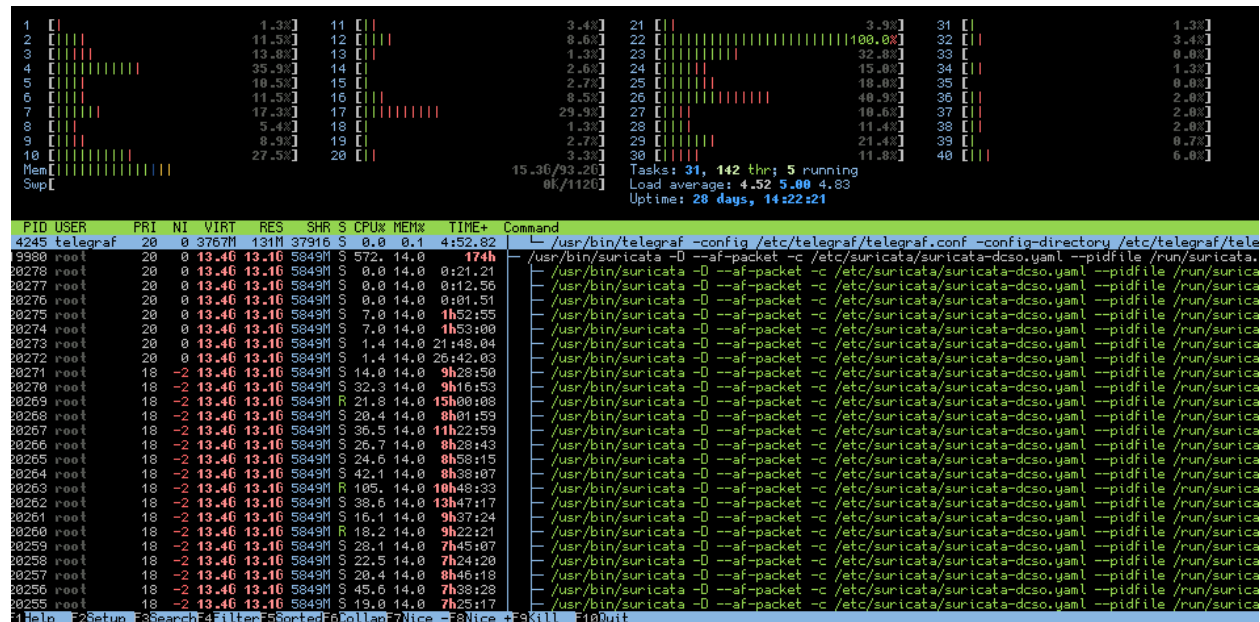 1 [| 1.3%] 11 [|| 3.4%] 21 [|| 3.9%] 31 [| 1.3%]
2 [|||| 11.5%] 12 [|||| 8.6%] 22 [||||||||||||||||||||||100.0%] 32 [|| 3.4%]
3 [||||| 13.8%] 13 [|| 1.3%] 23 [||||||||| 32.8%] 33 [ 0.0%]
4 [||||||||||| 35.9%] 14 [| 2.6%] 24 [||||| 15.0%] 34 [|| 1.3%]
5 [|||| 10.5%] 15 [| 2.7%] 25 [|||||| 18.0%] 35 [ 0.0%]
6 [|||| 11.5%] 16 [||| 8.5%] 26 [||||||||||||| 40.9%] 36 [|| 2.0%]
7 [|||||| 17.3%] 17 [|||||||||| 29.9%] 27 [|||| 10.6%] 37 [|| 2.0%]
8 [||| 5.4%] 18 [| 1.3%] 28 [|||| 11.4%] 38 [|| 2.0%]
9 [|||| 8.9%] 19 [| 2.7%] 29 [||||||| 21.4%] 39 [| 0.7%]
10 [|||||||||| 27.5%] 20 [|| 3.3%] 30 [||||| 11.8%] 40 [||| 6.0%]
Mem[||||||||||||||| 15.3G/93.2G] Tasks: 31, 142 thr; 5 running
Swp[ 0K/112G] Load average: 4.52 5.00 4.83
Uptime: 28 days, 14:22:21
PID USER PRI NI VIRT RES SHR S CPU% MEM% TIME+ Command
4245 telegraf 20 0 3767M 131M 37916 S 0.0 0.1 4:52.82 └─ /usr/bin/telegraf -config /etc/telegraf/telegraf.conf -config-directory /etc/telegraf/tele
19980 root 20 0 13.4G 13.1G 5849M S 572. 14.0 174h ├─ /usr/bin/suricata -D --af-packet -c /etc/suricata/suricata-dcso.yaml --pidfile /run/suricata.
20278 root 20 0 13.4G 13.1G 5849M S 0.0 14.0 0:21.21 │ ├─ /usr/bin/suricata -D --af-packet -c /etc/suricata/suricata-dcso.yaml --pidfile /run/surica
20277 root 20 0 13.4G 13.1G 5849M S 0.0 14.0 0:12.56 │ ├─ /usr/bin/suricata -D --af-packet -c /etc/suricata/suricata-dcso.yaml --pidfile /run/surica
20276 root 20 0 13.4G 13.1G 5849M S 0.0 14.0 0:01.51 │ ├─ /usr/bin/suricata -D --af-packet -c /etc/suricata/suricata-dcso.yaml --pidfile /run/surica
20275 root 20 0 13.4G 13.1G 5849M S 7.0 14.0 1h52:55 │ ├─ /usr/bin/suricata -D --af-packet -c /etc/suricata/suricata-dcso.yaml --pidfile /run/surica
20274 root 20 0 13.4G 13.1G 5849M S 7.0 14.0 1h53:00 │ ├─ /usr/bin/suricata -D --af-packet -c /etc/suricata/suricata-dcso.yaml --pidfile /run/surica
20273 root 20 0 13.4G 13.1G 5849M S 1.4 14.0 21:48.04 │ ├─ /usr/bin/suricata -D --af-packet -c /etc/suricata/suricata-dcso.yaml --pidfile /run/surica
20272 root 20 0 13.4G 13.1G 5849M S 1.4 14.0 26:42.03 │ ├─ /usr/bin/suricata -D --af-packet -c /etc/suricata/suricata-dcso.yaml --pidfile /run/surica
20271 root 18 -2 13.4G 13.1G 5849M S 14.0 14.0 9h28:50 │ ├─ /usr/bin/suricata -D --af-packet -c /etc/suricata/suricata-dcso.yaml --pidfile /run/surica
20270 root 18 -2 13.4G 13.1G 5849M S 32.3 14.0 9h16:53 │ ├─ /usr/bin/suricata -D --af-packet -c /etc/suricata/suricata-dcso.yaml --pidfile /run/surica
20269 root 18 -2 13.4G 13.1G 5849M R 21.8 14.0 15h00:08 │ ├─ /usr/bin/suricata -D --af-packet -c /etc/suricata/suricata-dcso.yaml --pidfile /run/surica
20268 root 18 -2 13.4G 13.1G 5849M S 20.4 14.0 8h01:59 │ ├─ /usr/bin/suricata -D --af-packet -c /etc/suricata/suricata-dcso.yaml --pidfile /run/surica
20267 root 18 -2 13.4G 13.1G 5849M S 36.5 14.0 11h22:59 │ ├─ /usr/bin/suricata -D --af-packet -c /etc/suricata/suricata-dcso.yaml --pidfile /run/surica
20266 root 18 -2 13.4G 13.1G 5849M S 26.7 14.0 8h28:43 │ ├─ /usr/bin/suricata -D --af-packet -c /etc/suricata/suricata-dcso.yaml --pidfile /run/surica
20265 root 18 -2 13.4G 13.1G 5849M S 24.6 14.0 8h58:15 │ ├─ /usr/bin/suricata -D --af-packet -c /etc/suricata/suricata-dcso.yaml --pidfile /run/surica
20264 root 18 -2 13.4G 13.1G 5849M S 42.1 14.0 8h38:07 │ ├─ /usr/bin/suricata -D --af-packet -c /etc/suricata/suricata-dcso.yaml --pidfile /run/surica
20263 root 18 -2 13.4G 13.1G 5849M R 105. 14.0 10h48:33 │ ├─ /usr/bin/suricata -D --af-packet -c /etc/suricata/suricata-dcso.yaml --pidfile /run/surica
20262 root 18 -2 13.4G 13.1G 5849M S 38.6 14.0 13h47:17 │ ├─ /usr/bin/suricata -D --af-packet -c /etc/suricata/suricata-dcso.yaml --pidfile /run/surica
20261 root 18 -2 13.4G 13.1G 5849M S 16.1 14.0 9h37:24 │ ├─ /usr/bin/suricata -D --af-packet -c /etc/suricata/suricata-dcso.yaml --pidfile /run/surica
20260 root 18 -2 13.4G 13.1G 5849M R 18.2 14.0 9h22:21 │ ├─ /usr/bin/suricata -D --af-packet -c /etc/suricata/suricata-dcso.yaml --pidfile /run/surica
20259 root 18 -2 13.4G 13.1G 5849M S 28.1 14.0 7h45:07 │ ├─ /usr/bin/suricata -D --af-packet -c /etc/suricata/suricata-dcso.yaml --pidfile /run/surica
20258 root 18 -2 13.4G 13.1G 5849M S 22.5 14.0 7h24:20 │ ├─ /usr/bin/suricata -D --af-packet -c /etc/suricata/suricata-dcso.yaml --pidfile /run/surica
20257 root 18 -2 13.4G 13.1G 5849M S 20.4 14.0 8h46:18 │ ├─ /usr/bin/suricata -D --af-packet -c /etc/suricata/suricata-dcso.yaml --pidfile /run/surica
20256 root 18 -2 13.4G 13.1G 5849M S 45.6 14.0 7h38:28 │ ├─ /usr/bin/suricata -D --af-packet -c /etc/suricata/suricata-dcso.yaml --pidfile /run/surica
20255 root 18 -2 13.4G 13.1G 5849M S 19.0 14.0 7h25:17 │ ├─ /usr/bin/suricata -D --af-packet -c /etc/suricata/suricata-dcso.yaml --pidfile /run/surica
F1Help F2Setup F3SearchF4FilterF5SortedF6CollapF7Nice -F8Nice +F9Kill F10Quit